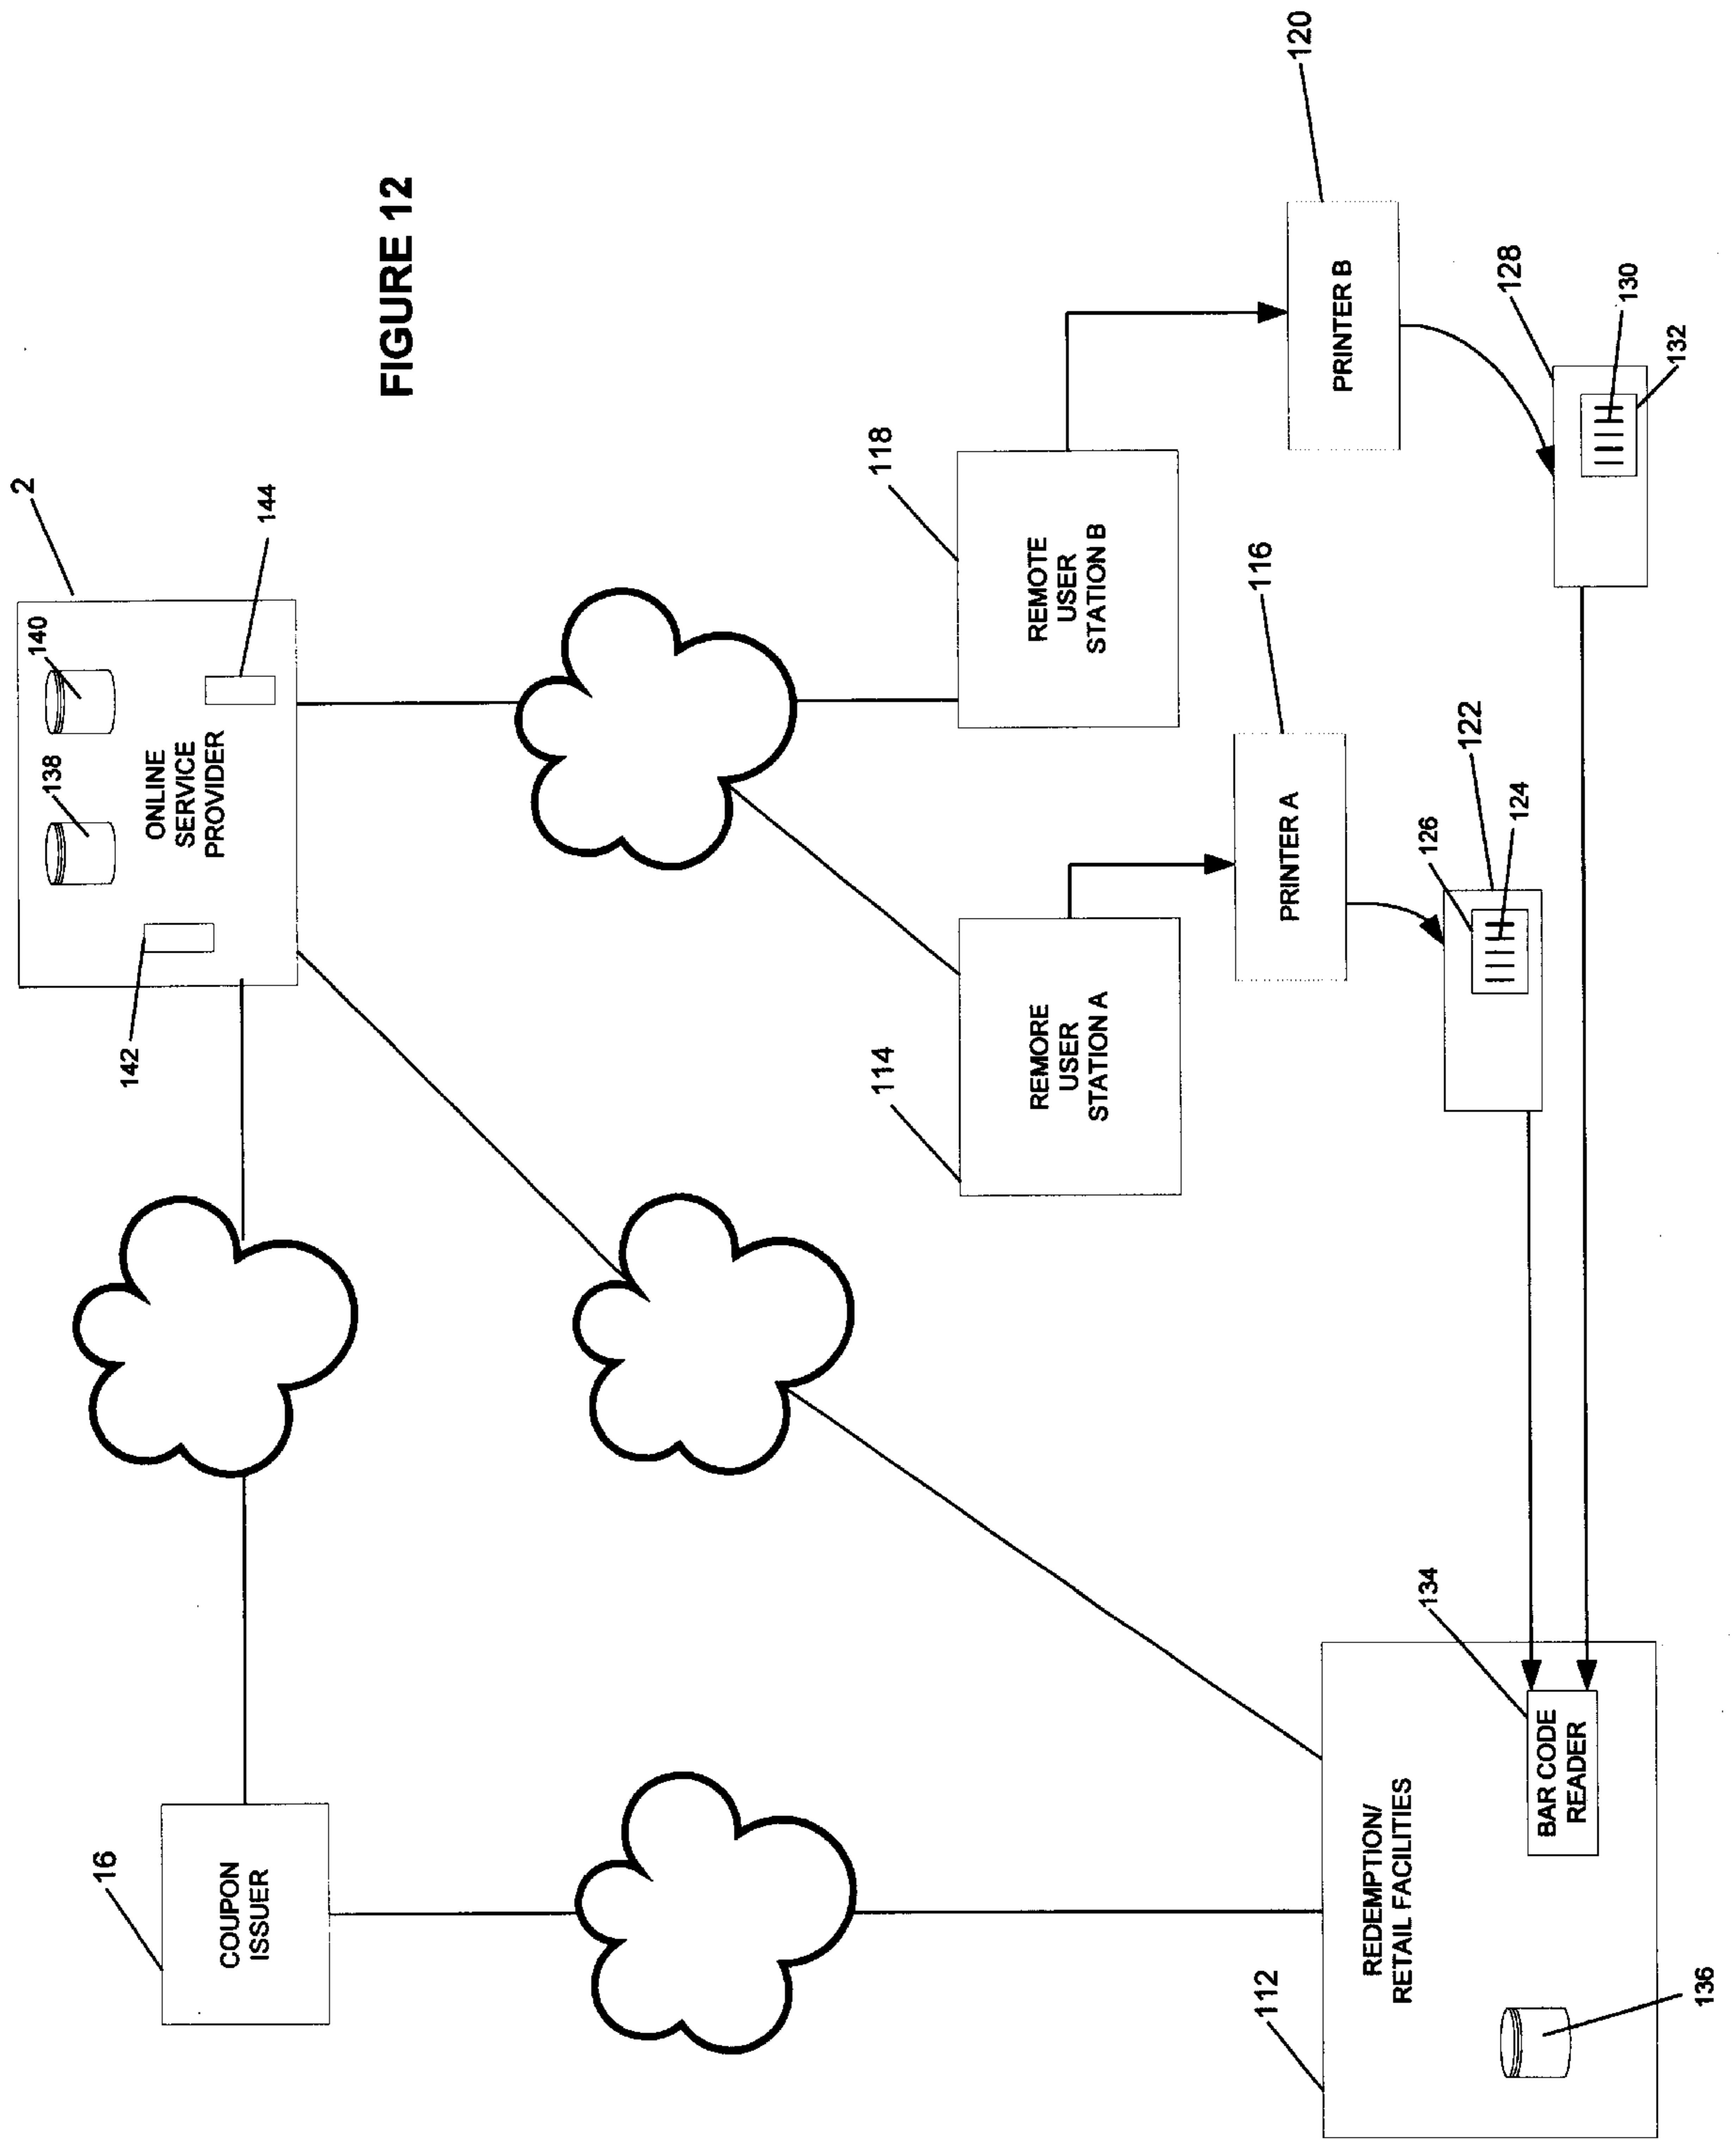 FIGURE 12
16
COUPON
ISSUER
142
138
140
2
144
ONLINE
SERVICE
PROVIDER
114
REMORE
USER
STATION A
118
REMOTE
USER
STATION B
116
PRINTER A
120
PRINTER B
126
122
124
128
130
132
112
REDEMPTION/
RETAIL FACILITIES
134
BAR CODE
READER
136